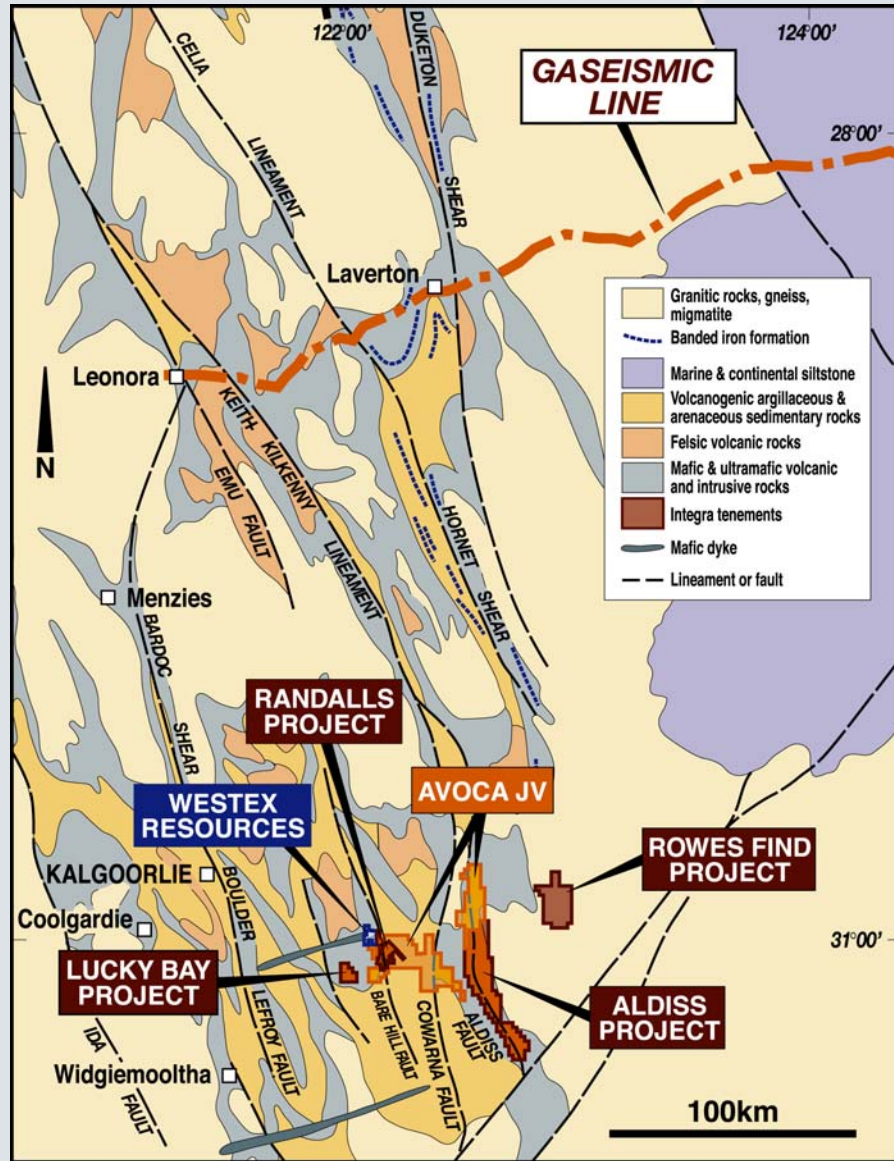 122°00'
124°00'
CELIA
LINEAMENT
DUKETON
SHEAR
GASEISMIC
LINE
28°00'
Laverton
Leonora
N
KEITH-
KILKENNY
LINEAMENT
EMU
FAULT
HORNET
SHEAR
Granitic rocks, gneiss,
migmatite
Banded iron formation
Marine & continental siltstone
Volcanogenic argillaceous &
arenaceous sedimentary rocks
Felsic volcanic rocks
Mafic & ultramafic volcanic
and intrusive rocks
Integra tenements
Mafic dyke
Lineament or fault
Menzies
BARDOC
SHEAR
RANDALLS
PROJECT
WESTEX
RESOURCES
AVOCA JV
ROWES FIND
PROJECT
KALGOORLIE
BOULDER
Coolgardie
31°00'
LUCKY BAY
PROJECT
LEFROY FAULT
BARE HILL FAULT
COWARNA FAULT
ALDISS
FAULT
ALDISS
PROJECT
IDA
FAULT
Widgiemooltha
100km